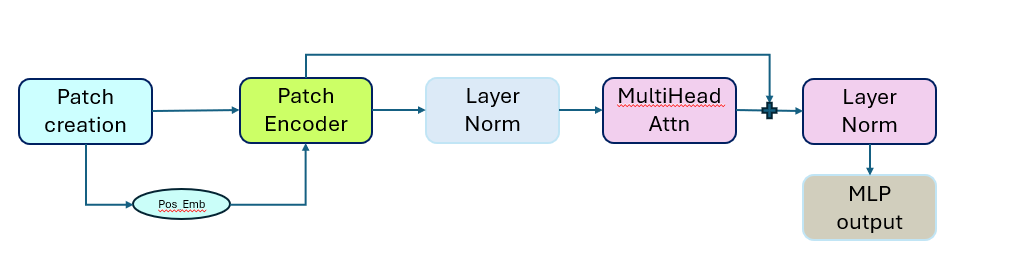 Patch
creation
Patch
Encoder
Layer
Norm
MultiHead
Attn
Layer
Norm
Pos_Emb
MLP
output